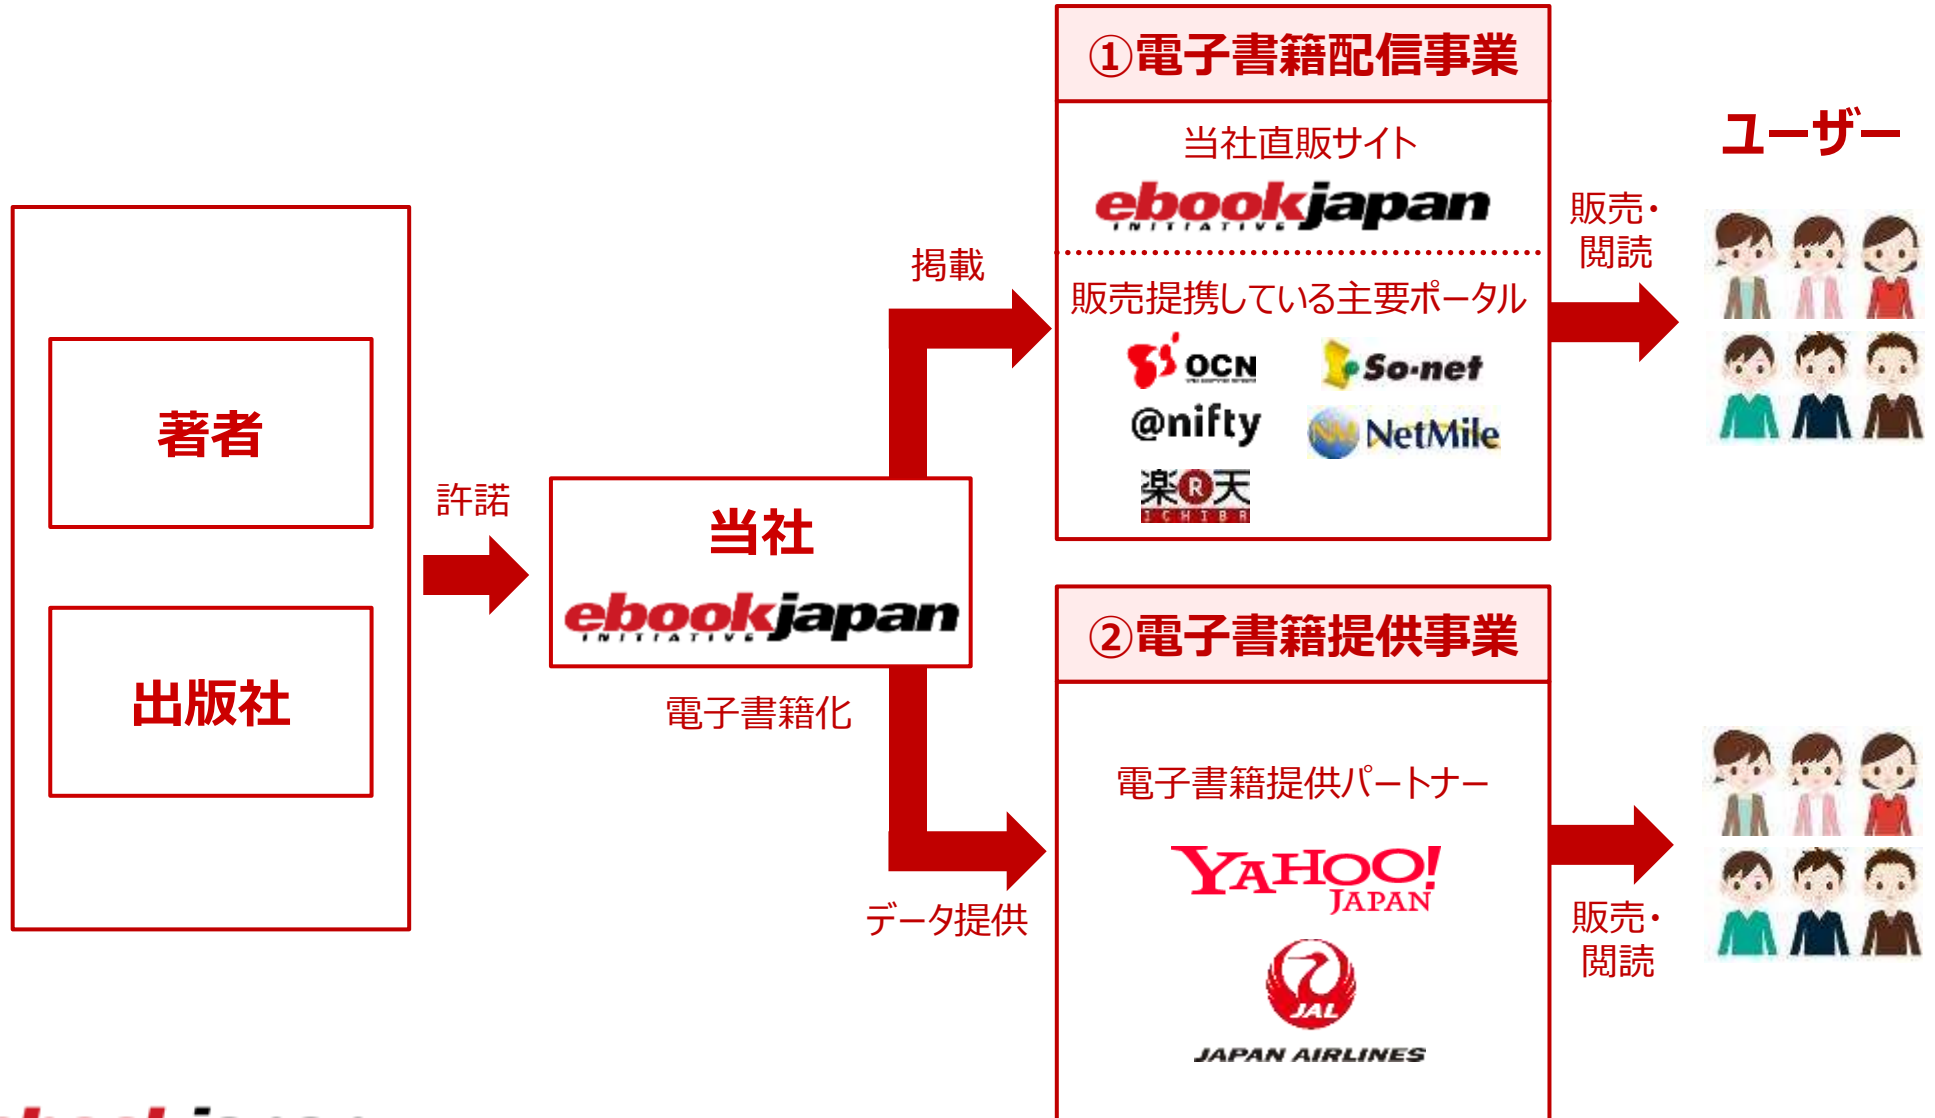 著者
出版社
許諾
当社
ebookjapan
INITIATIVE
電子書籍化
掲載
データ提供
①電子書籍配信事業
当社直販サイト
ebookjapan
INITIATIVE
販売提携している主要ポータル
OCN
So-net
@nifty
NetMile
楽R天
ICHIBA
②電子書籍提供事業
電子書籍提供パートナー
YAHOO!
JAPAN
JAL
JAPAN AIRLINES
ユーザー
販売・
閲読
販売・
閲読